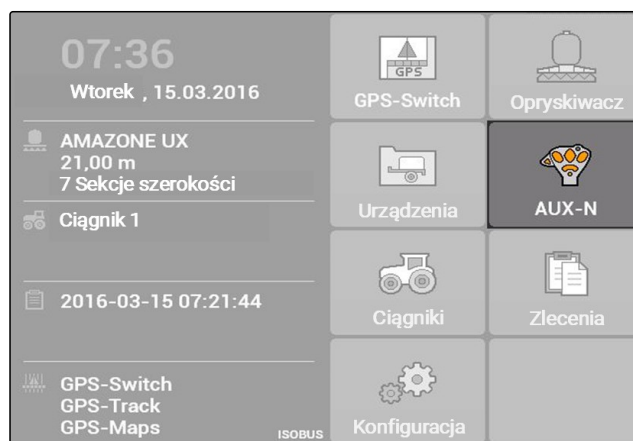 07:36
Wtorek , 15.03.2016
AMAZONE UX
21,00 m
7 Sekcje szerokości
Ciągnik 1
2016-03-15 07:21:44
GPS-Switch
GPS-Track
GPS-Maps
ISOBUS
GPS
GPS-Switch
Opryskiwacz
Urządzenia
AUX-N
Ciągniki
Zlecenia
Konfiguracja